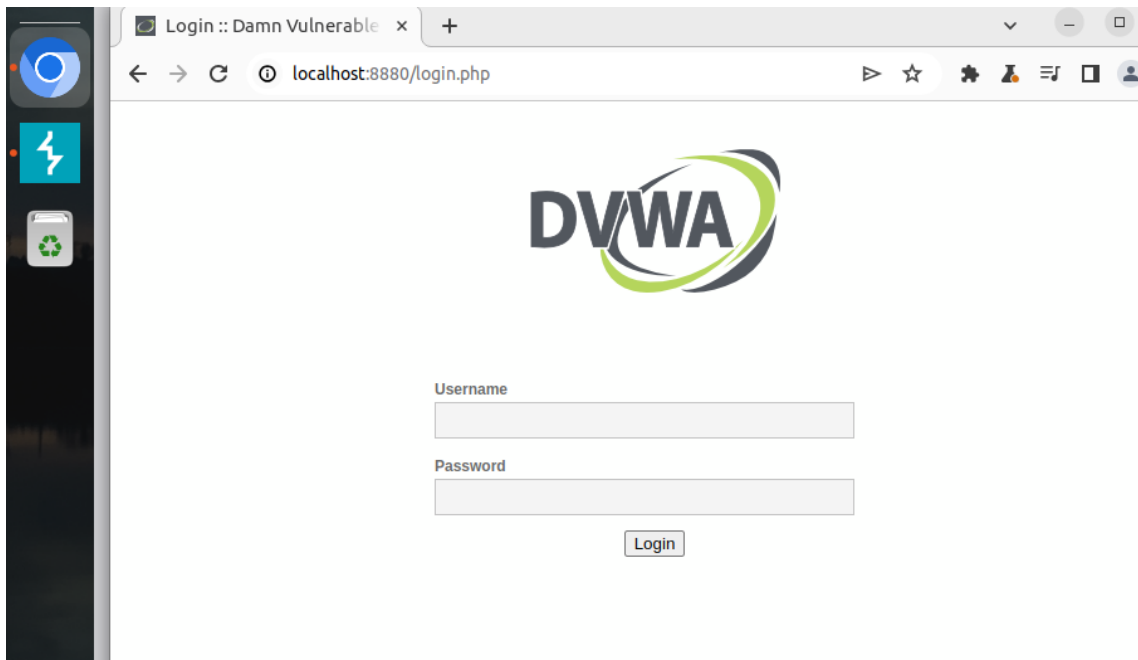 Login :: Damn Vulnerable
localhost:8880/login.php
DVWA
Username
Password
Login